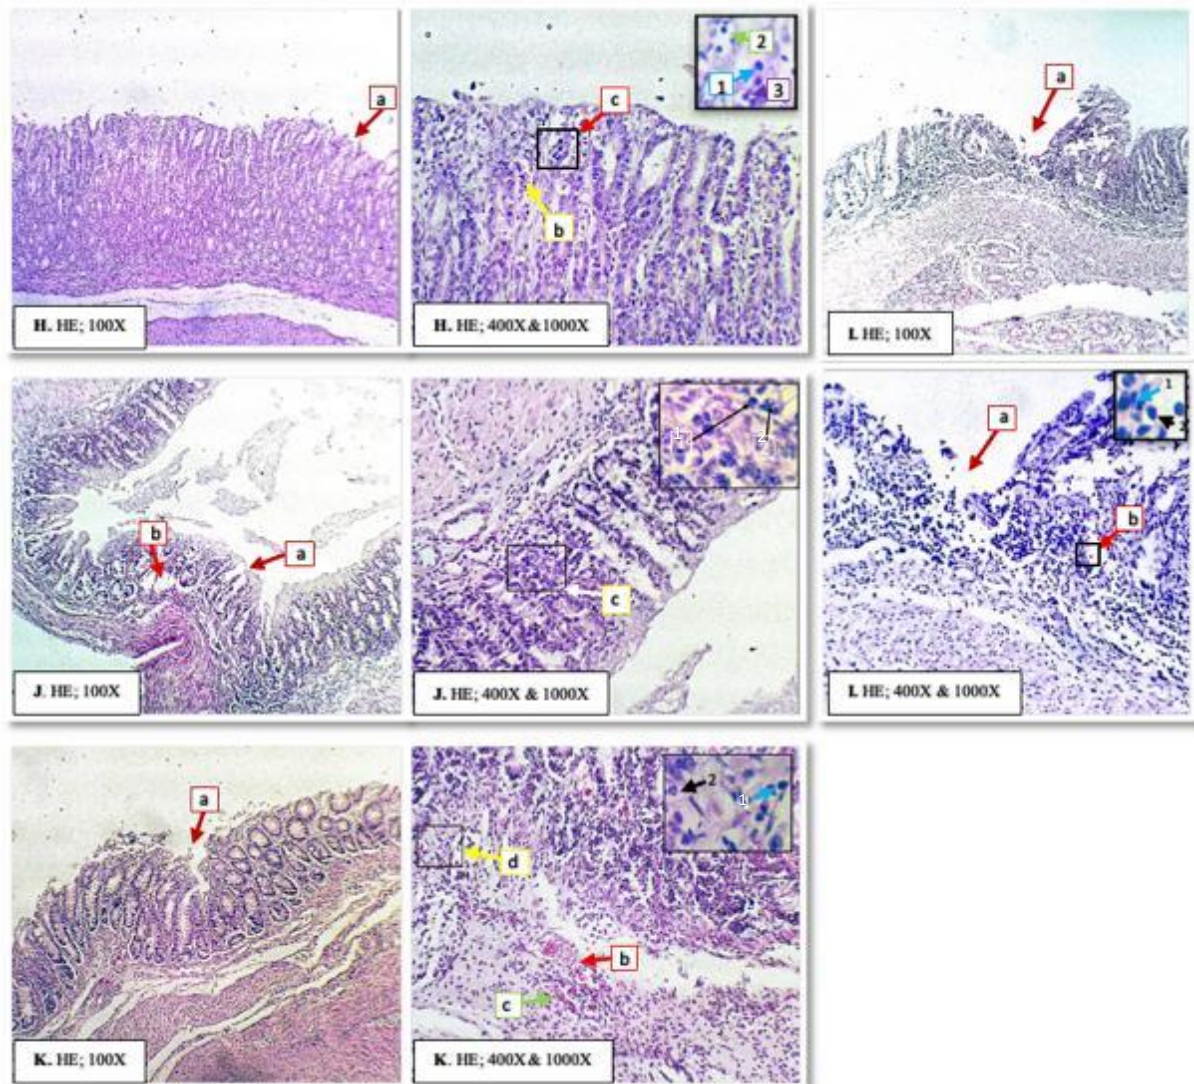 a
H. HE; 100X
2
1
3
c
b
H. HE; 400X&1000X
a
I. HE; 100X
b
a
J. HE; 100X
1
2
c
J. HE; 400X & 1000X
1
2
a
b
I. HE; 400X & 1000X
a
K. HE; 100X
2
1
d
b
c
K. HE; 400X& 1000X